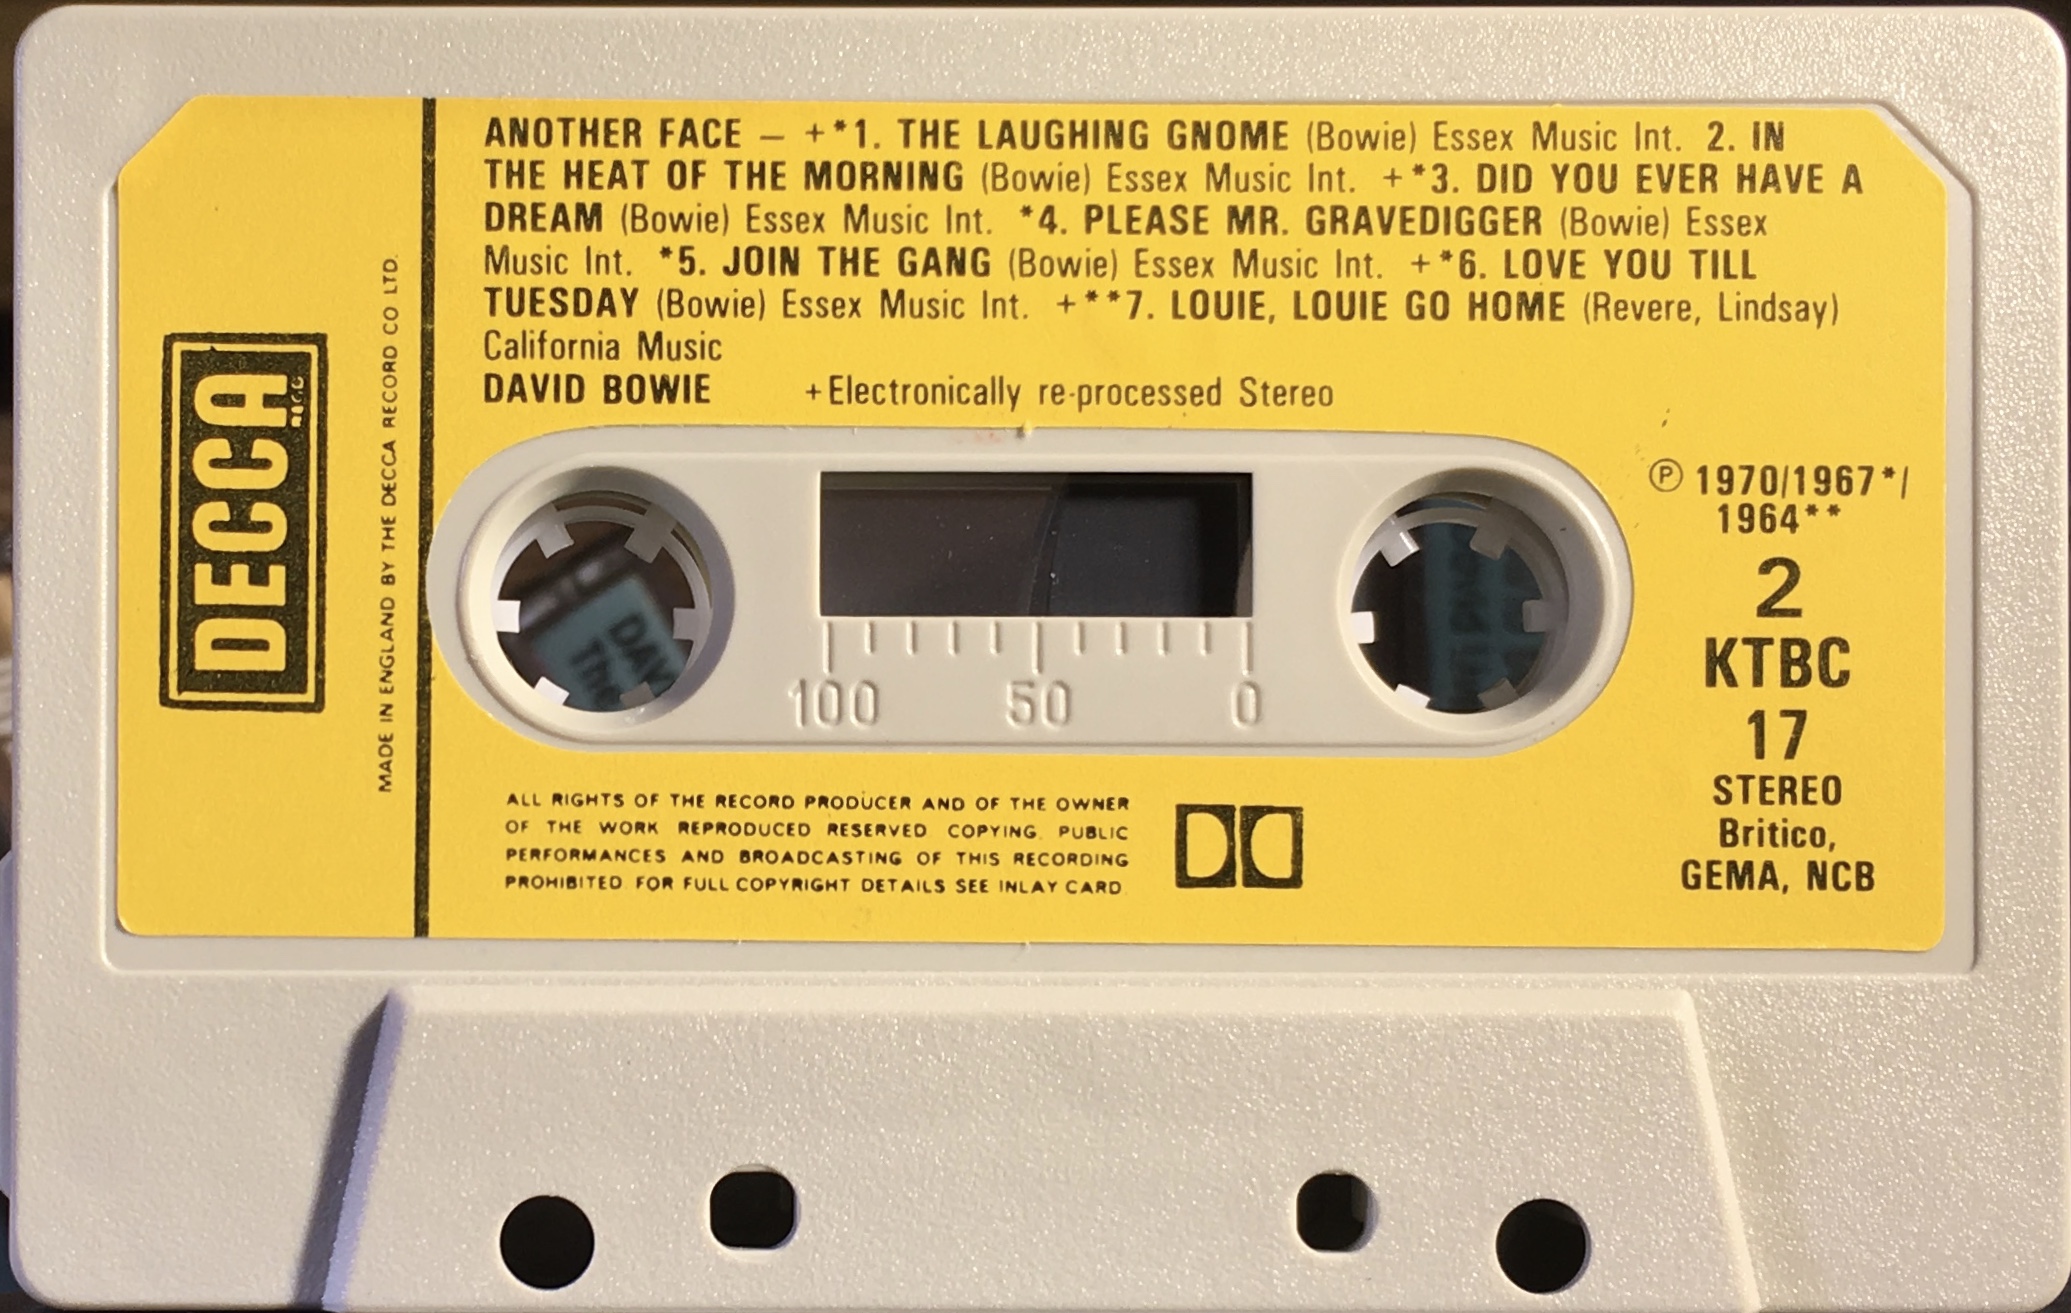 ANOTHER FACE – +*1. THE LAUGHING GNOME (Bowie) Essex Music Int. 2. IN
THE HEAT OF THE MORNING (Bowie) Essex Music Int. +*3. DID YOU EVER HAVE A
DREAM (Bowie) Essex Music Int. *4. PLEASE MR. GRAVEDIGGER (Bowie) Essex
Music Int. *5. JOIN THE GANG (Bowie) Essex Music Int. +*6. LOVE YOU TILL
TUESDAY (Bowie) Essex Music Int. +**7. LOUIE, LOUIE GO HOME (Revere, Lindsay)
California Music
DAVID BOWIE +Electronically re-processed Stereo
DECCA
MADE IN ENGLAND BY THE DECCA RECORD CO LTD.
℗ 1970/1967*/
1964**
2
KTBC
17
STEREO
Britico,
GEMA, NCB
100 50 0
DAV
The
ALL RIGHTS OF THE RECORD PRODUCER AND OF THE OWNER
OF THE WORK REPRODUCED RESERVED COPYING. PUBLIC
PERFORMANCES AND BROADCASTING OF THIS RECORDING
PROHIBITED FOR FULL COPYRIGHT DETAILS SEE INLAY CARD